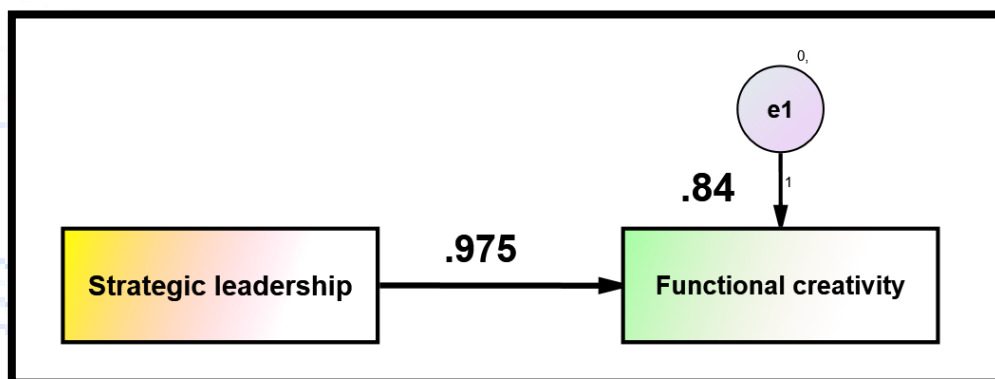 0,
e1
.84
1
.975
Strategic leadership
Functional creativity